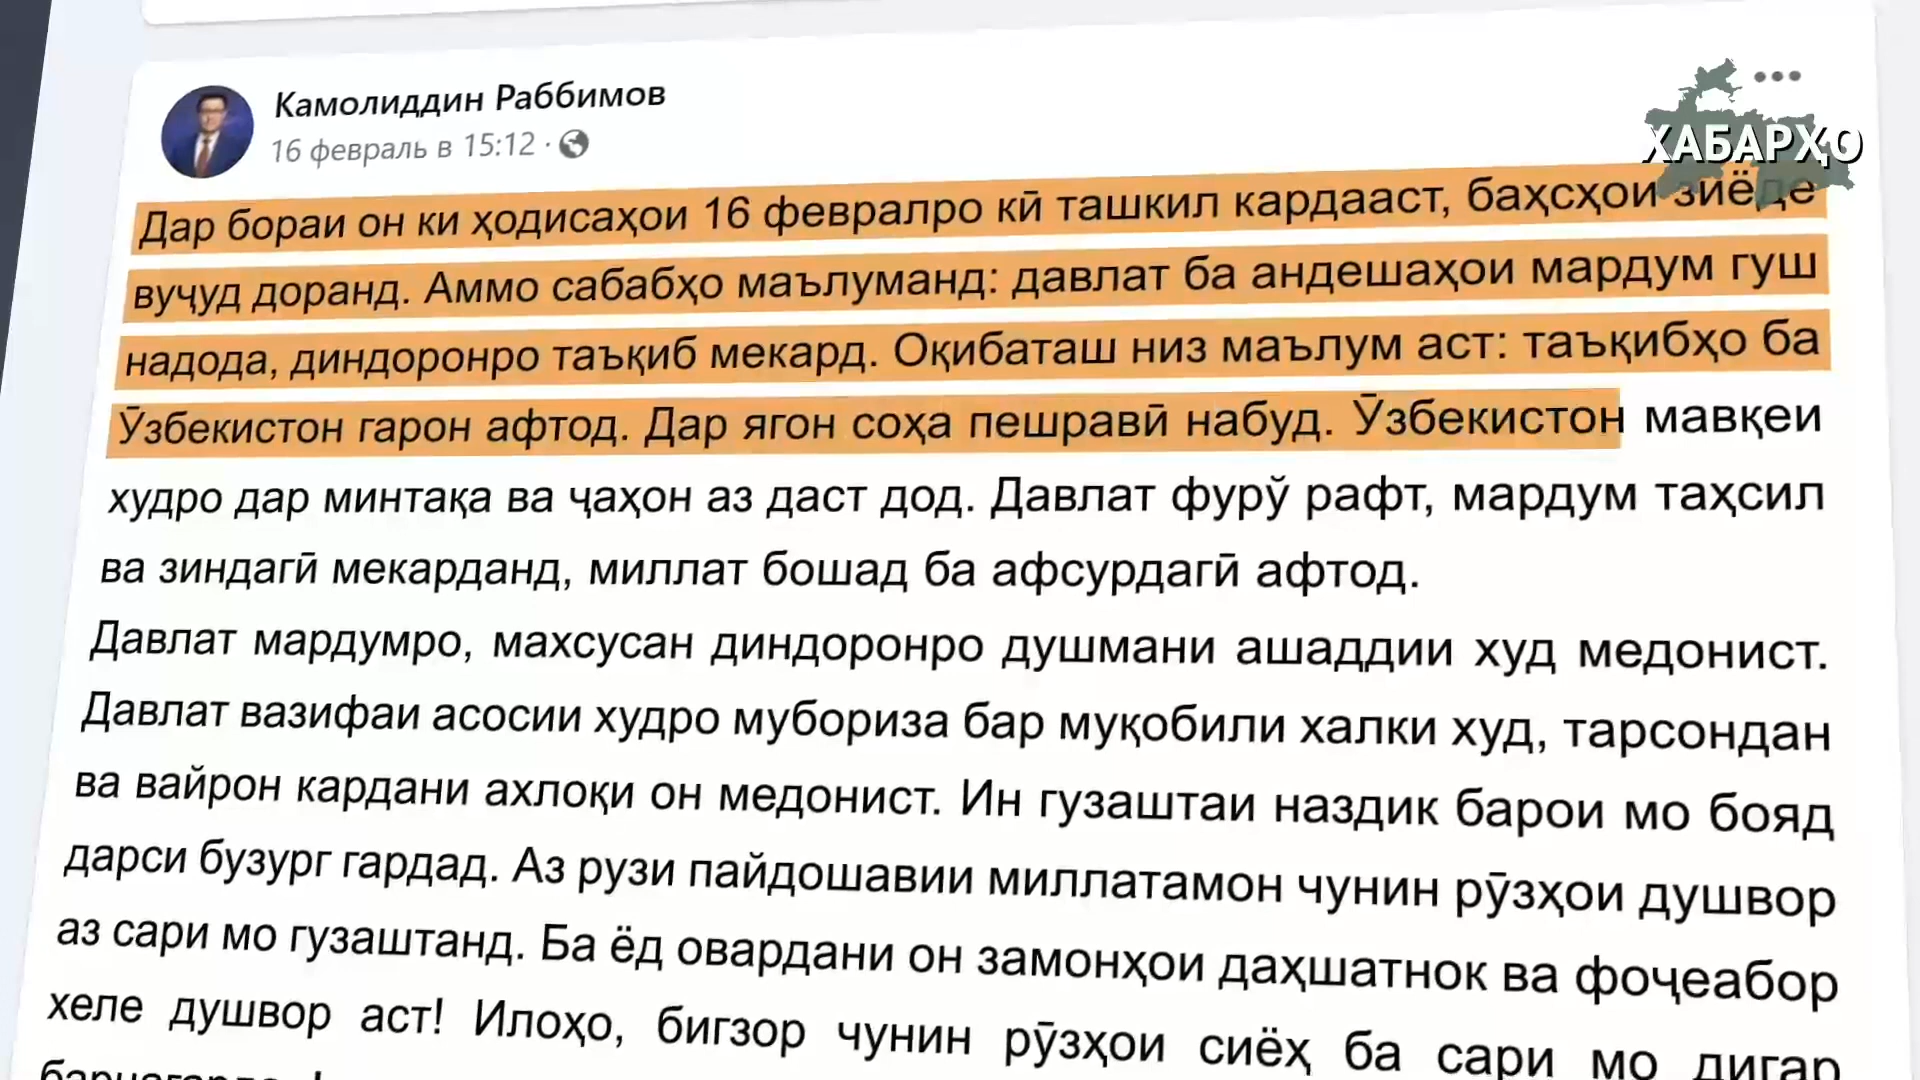 Камолиддин Раббимов
16 февраль в 15:12 ·
ХАБАРҲО
Дар бораи он ки ҳодисаҳои 16 февралро кӣ ташкил кардааст, баҳсҳои зиёде
вуҷуд доранд. Аммо сабабҳо маълуманд: давлат ба андешаҳои мардум гуш
надода, диндоронро таъқиб мекард. Оқибаташ низ маълум аст: таъқибҳо ба
Ӯзбекистон гарон афтод. Дар ягон соҳа пешравӣ набуд. Ӯзбекистон мавқеи
худро дар минтақа ва ҷаҳон аз даст дод. Давлат фурӯ рафт, мардум таҳсил
ва зиндагӣ мекарданд, миллат бошад ба афсурдагӣ афтод.
Давлат мардумро, махсусан диндоронро душмани ашаддии худ медонист.
Давлат вазифаи асосии худро мубориза бар муқобили халки худ, тарсондан
ва вайрон кардани ахлоқи он медонист. Ин гузаштаи наздик барои мо бояд
дарси бузург гардад. Аз рузи пайдошавии миллатамон чунин рӯзҳои душвор
аз сари мо гузаштанд. Ба ёд овардани он замонҳои даҳшатнок ва фоҷеабор
хеле душвор аст! Илоҳо, бигзор чунин рӯзҳои сиёҳ ба сари мо дигар